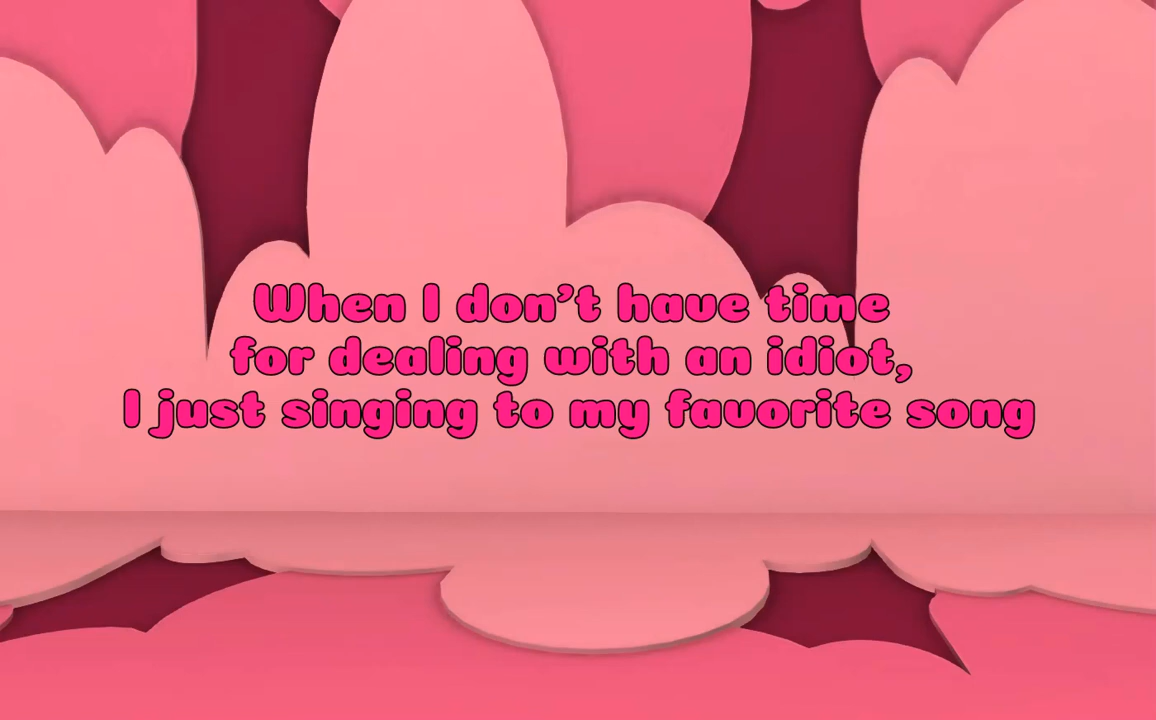 When I don't have time
for dealing with an idiot,
I just singing to my favorite song